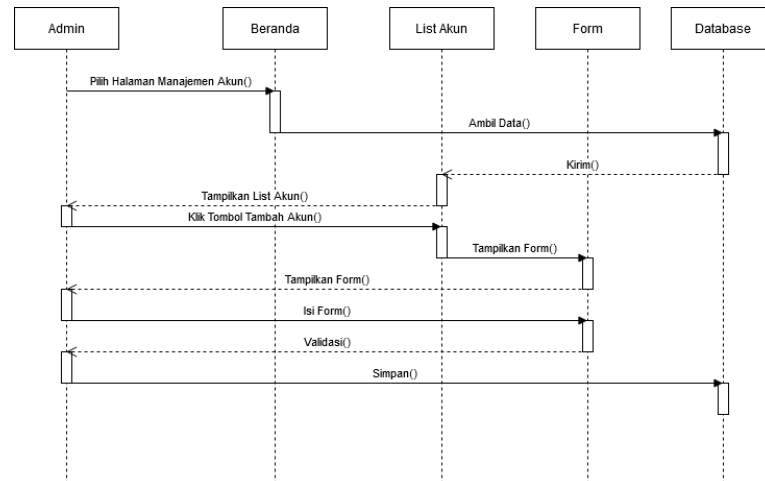 Admin
Beranda
List Akun
Form
Database
Pilih Halaman Manajemen Akun()
Ambil Data()
Kirim()
Tampilkan List Akun()
Klik Tombol Tambah Akun()
Tampilkan Form()
Tampilkan Form()
Isi Form()
Validasi()
Simpan()